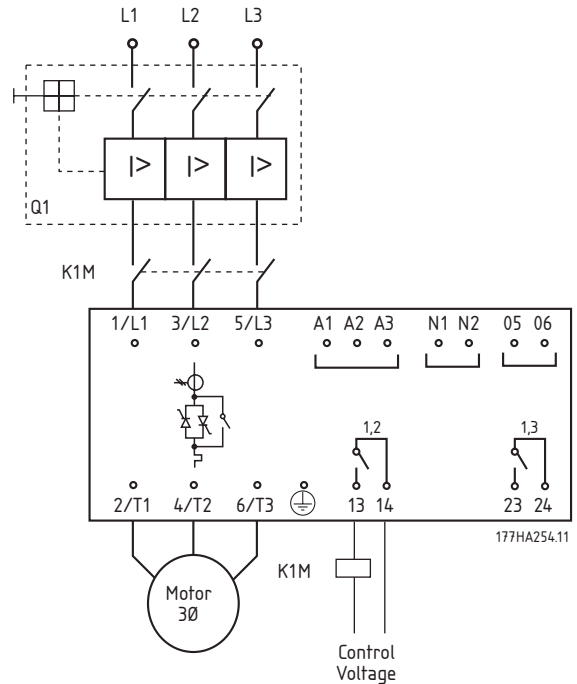 L1 L2 L3
I> I> I>
Q1
K1M
1/L1 3/L2 5/L3 A1 A2 A3 N1 N2 05 06
1,2 1,3
2/T1 4/T2 6/T3 13 14 23 24
177HA254.11
Motor
3Ø
K1M
Control
Voltage